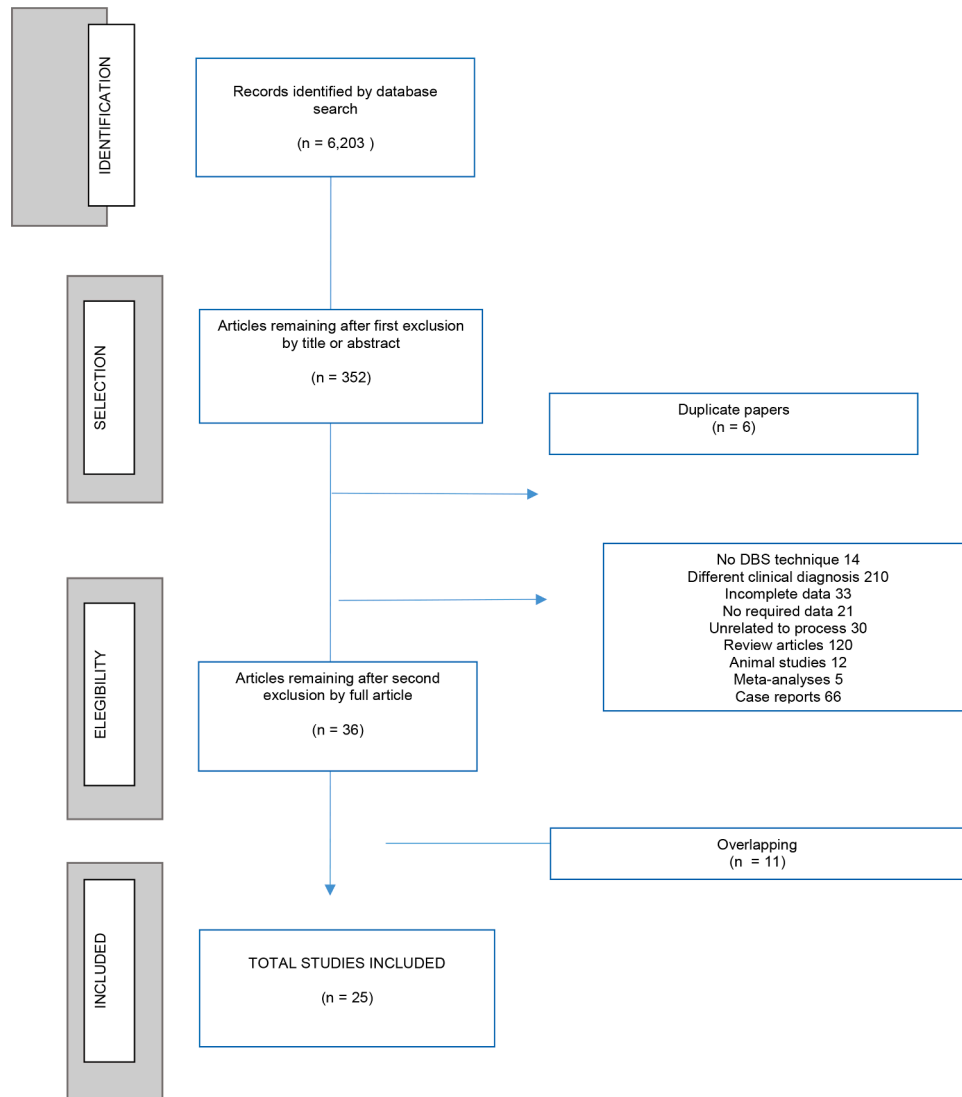 IDENTIFICATION
Records identified by database
search
(n = 6,203 )
SELECTION
Articles remaining after first exclusion
by title or abstract
(n = 352)
Duplicate papers
(n = 6)
ELEGIBILITY
No DBS technique 14
Different clinical diagnosis 210
Incomplete data 33
No required data 21
Unrelated to process 30
Review articles 120
Animal studies 12
Meta-analyses 5
Case reports 66
Articles remaining after second
exclusion by full article
(n = 36)
Overlapping
(n = 11)
INCLUDED
TOTAL STUDIES INCLUDED
(n = 25)